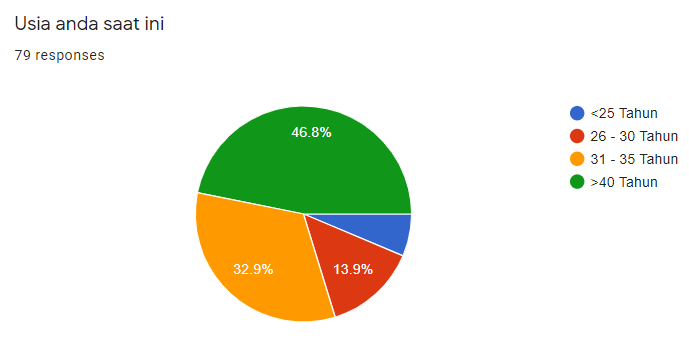 Usia anda saat ini
79 responses
46.8%
32.9%
13.9%
<25 Tahun
26 - 30 Tahun
31 - 35 Tahun
>40 Tahun